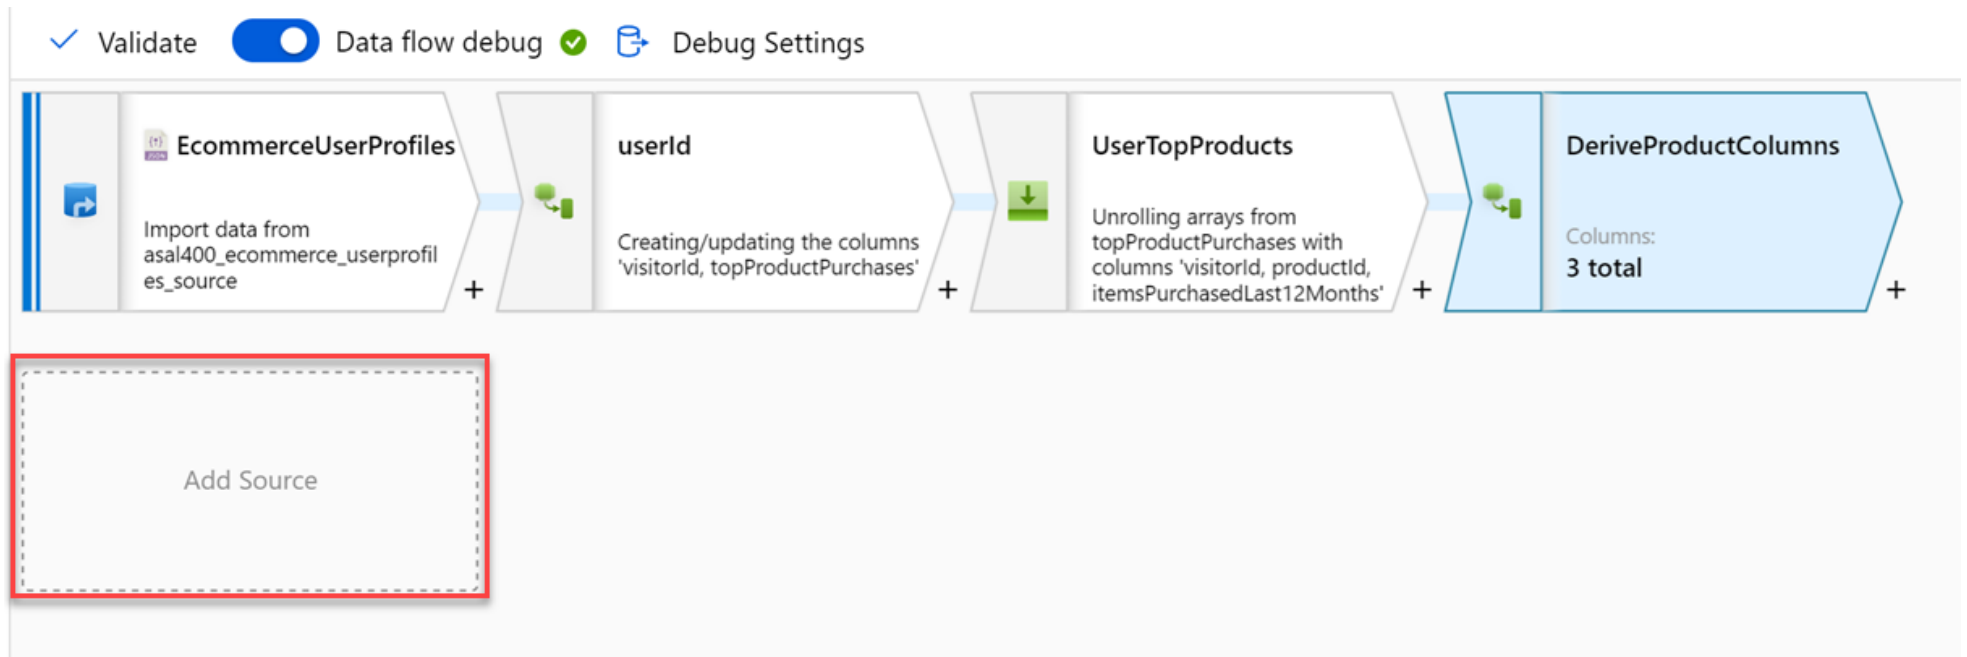 Validate Data flow debug Debug Settings
EcommerceUserProfiles
Import data from
asal400_ecommerce_userprofil
es_source
+
userId
Creating/updating the columns
'visitorId, topProductPurchases'
+
UserTopProducts
Unrolling arrays from
topProductPurchases with
columns 'visitorId, productId,
itemsPurchasedLast12Months'
+
DeriveProductColumns
Columns:
3 total
+
Add Source